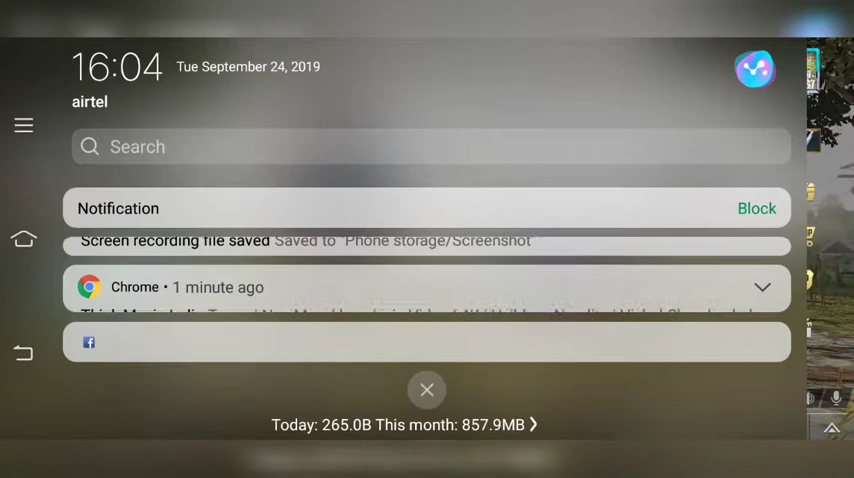 16:04 Tue September 24, 2019
airtel
Search
Notification Block
Screen recording file saved Saved to "Phone storage/Screenshot"
Chrome • 1 minute ago
Today: 265.0B This month: 857.9MB